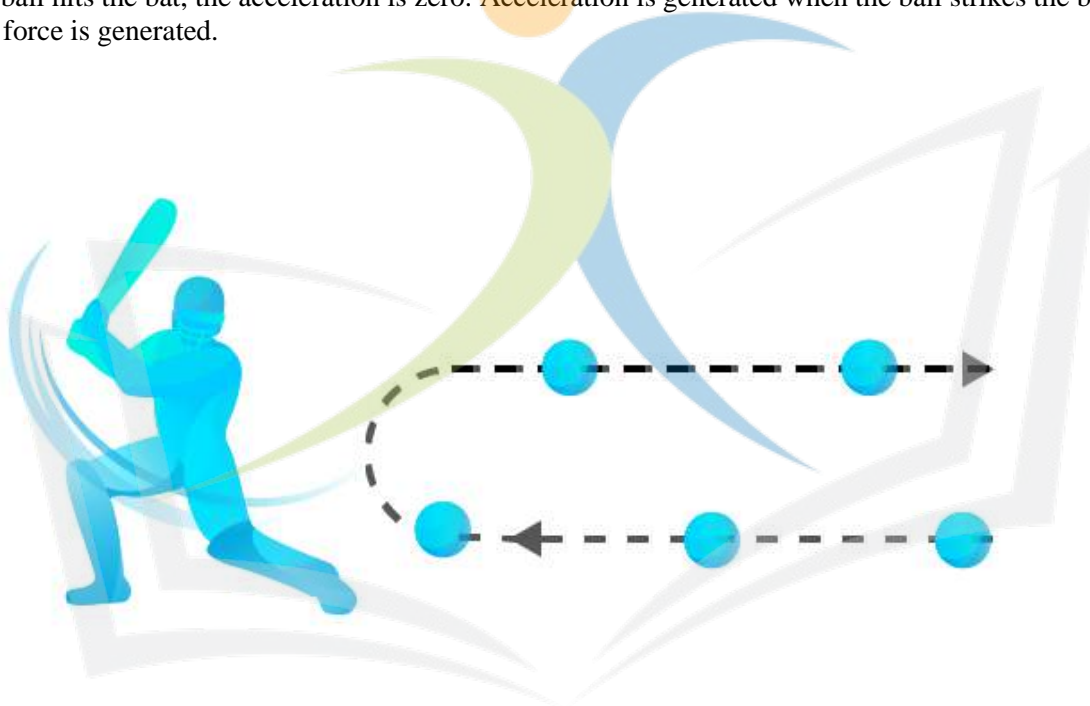 ball hits the bat, the acceleration is zero. Acceleration is generated when the ball strikes the
force is generated.